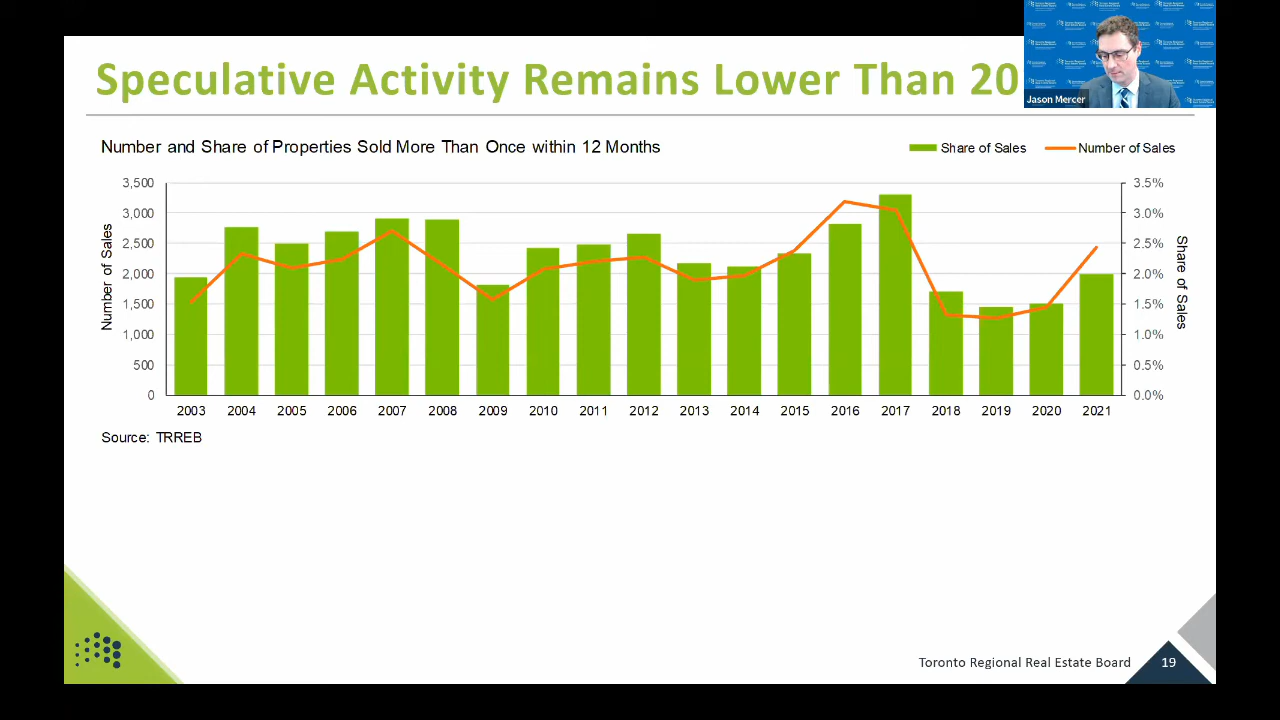 Speculative Activity Remains Lower Than 20
Jason Mercer
Number and Share of Properties Sold More Than Once within 12 Months
Share of Sales
Number of Sales
3,500
3,000
2,500
2,000
1,500
1,000
500
0
Number of Sales
3.5%
3.0%
2.5%
2.0%
1.5%
1.0%
0.5%
0.0%
Share of Sales
2003 2004 2005 2006 2007 2008 2009 2010 2011 2012 2013 2014 2015 2016 2017 2018 2019 2020 2021
Source: TRREB
Toronto Regional Real Estate Board
19